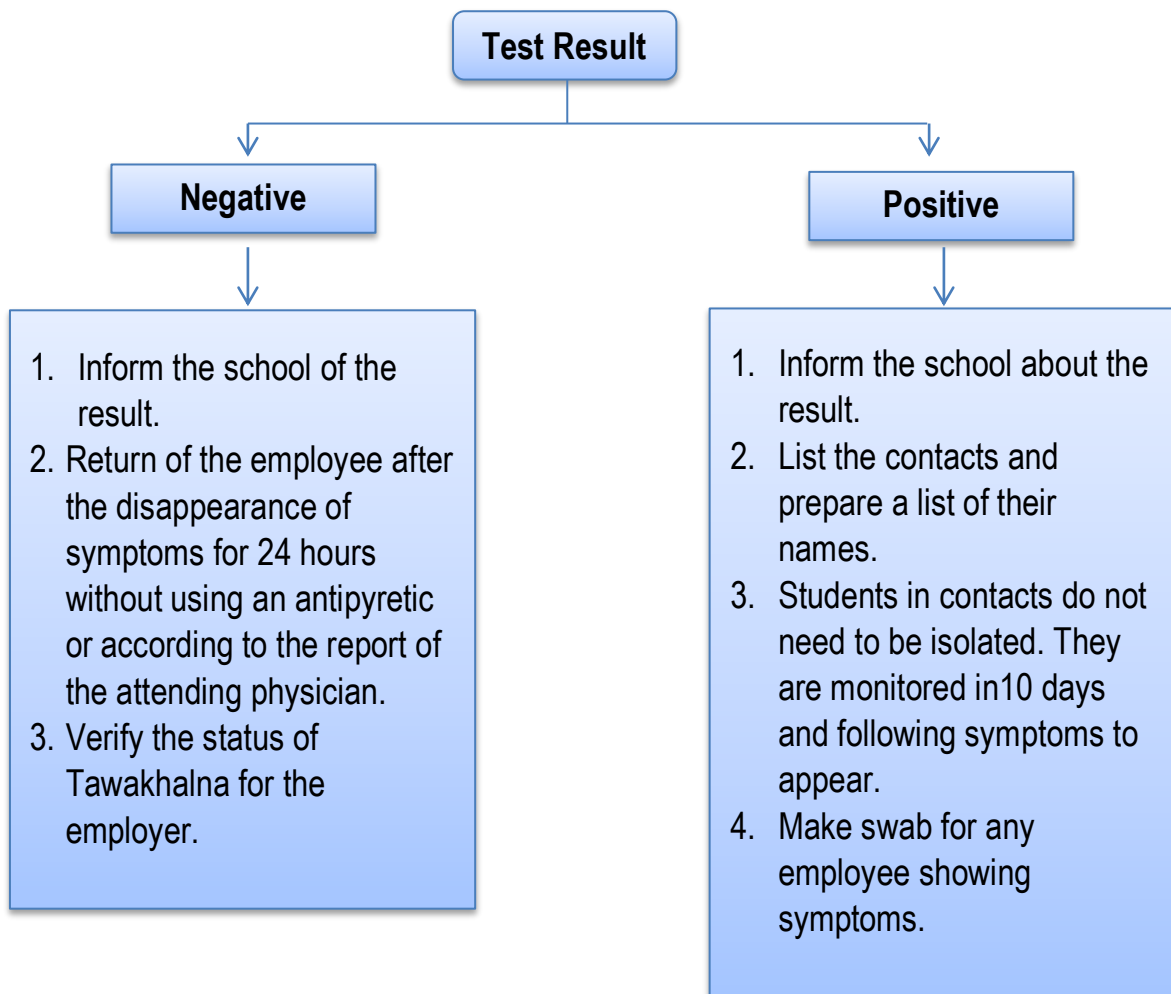 Test Result
Negative
Positive
1. Inform the school of the
result.
2. Return of the employee after
the disappearance of
symptoms for 24 hours
without using an antipyretic
or according to the report of
the attending physician.
3. Verify the status of
Tawakhalna for the
employer.
1. Inform the school about the
result.
2. List the contacts and
prepare a list of their
names.
3. Students in contacts do not
need to be isolated. They
are monitored in10 days
and following symptoms to
appear.
4. Make swab for any
employee showing
symptoms.